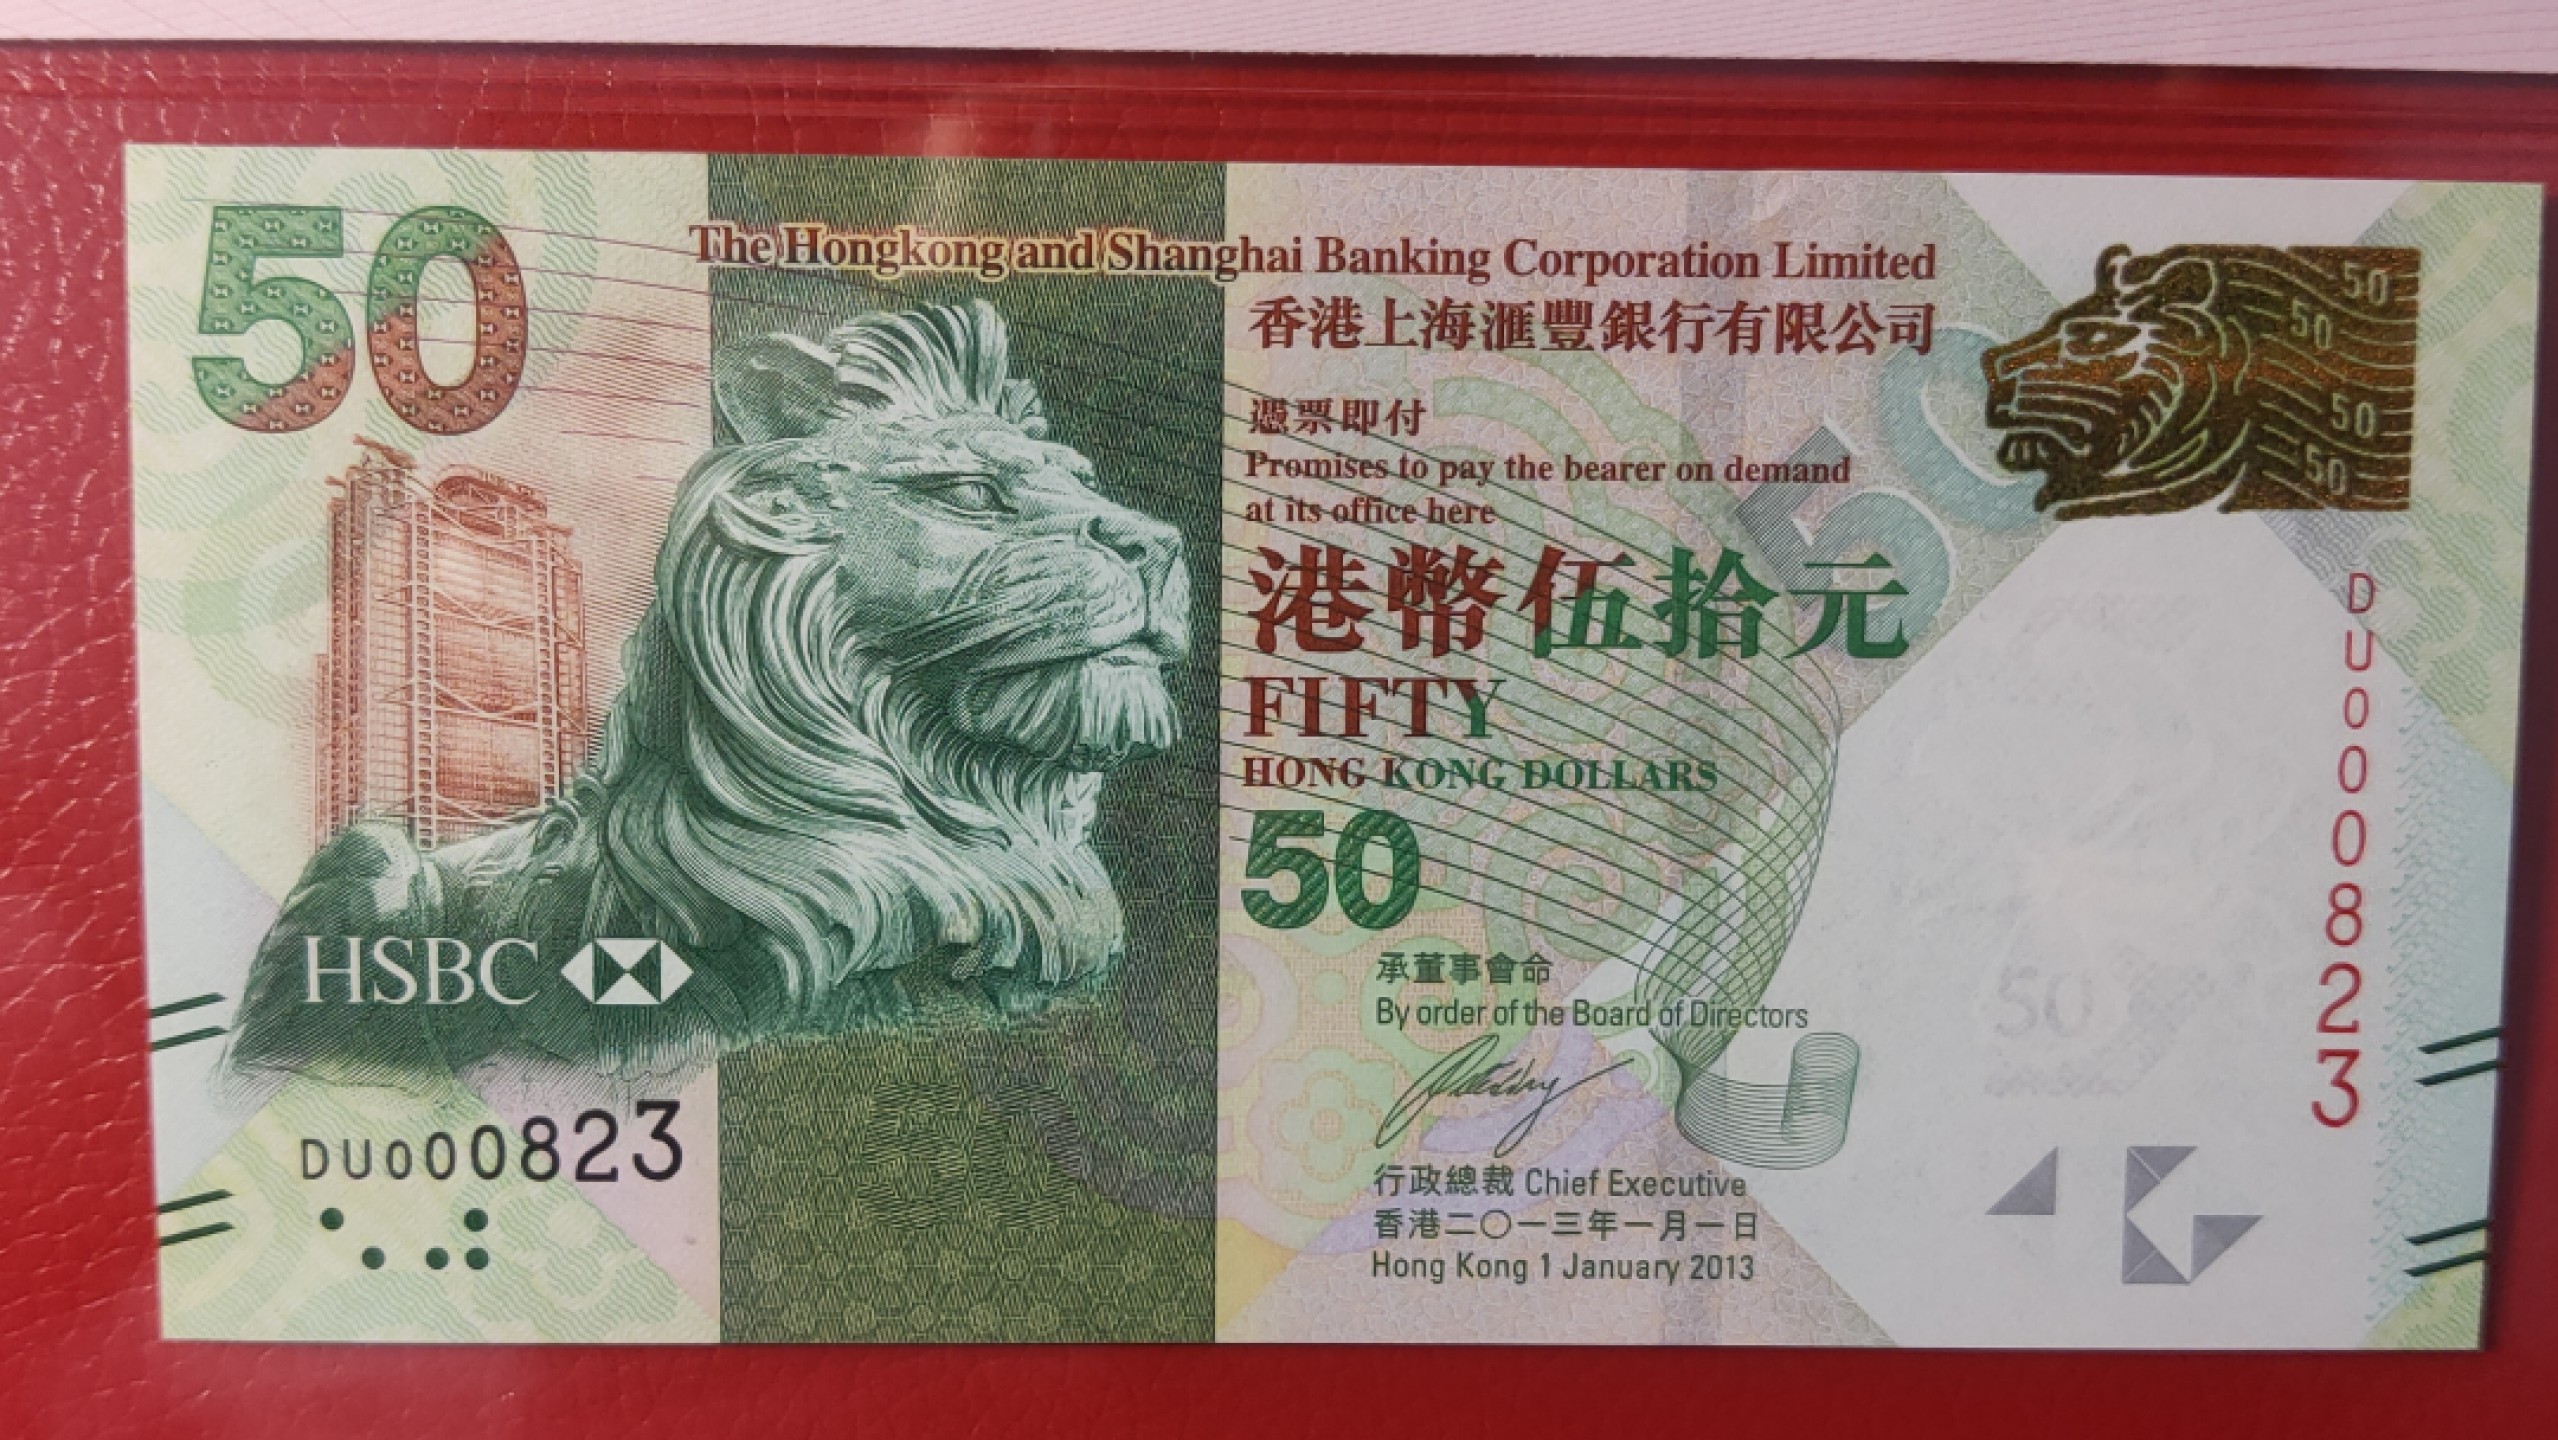 50
The Hongkong and Shanghai Banking Corporation Limited
香港上海滙豐銀行有限公司
50
50
50
50
憑票即付
Promises to pay the bearer on demand
at its office here
50
港幣伍拾元
FIFTY
HONG KONG DOLLARS
50
DU000823
HSBC
承董事會命
By order of the Board of Directors
50
DU000823
行政總裁 Chief Executive
香港二〇一三年一月一日
Hong Kong 1 January 2013